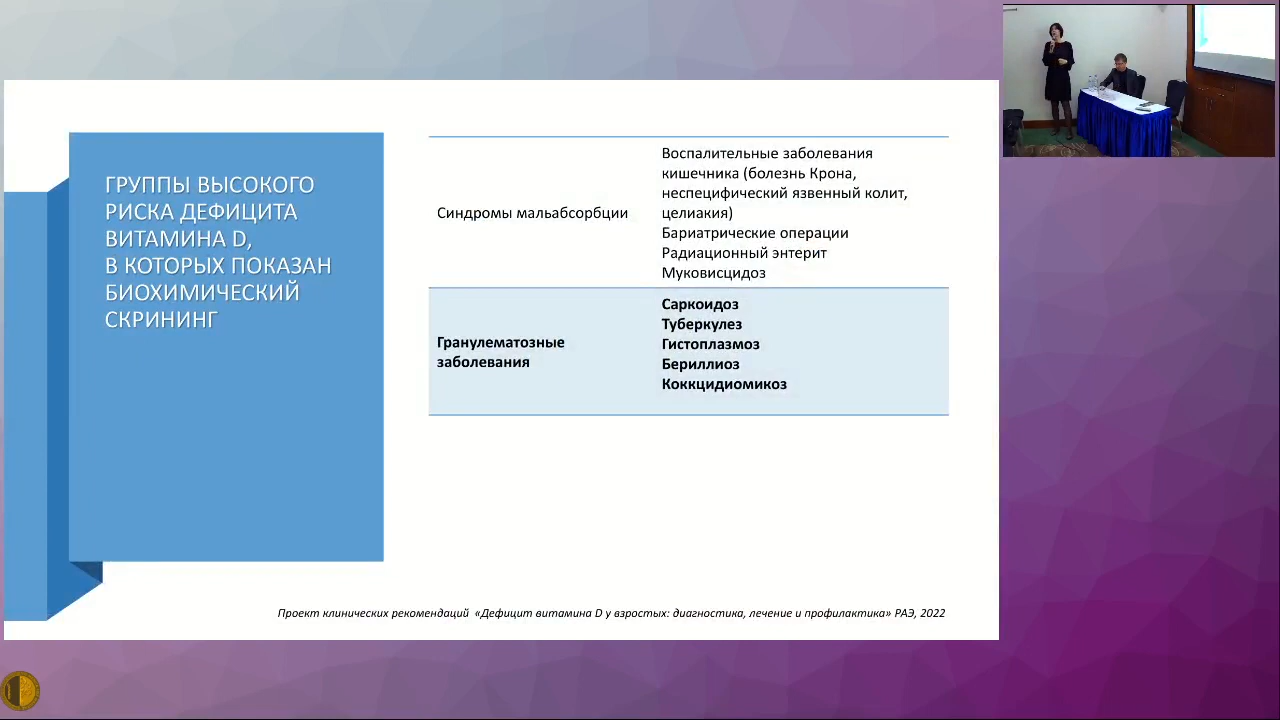 ГРУППЫ ВЫСОКОГО
РИСКА ДЕФИЦИТА
ВИТАМИНА D,
В КОТОРЫХ ПОКАЗАН
БИОХИМИЧЕСКИЙ
СКРИНИНГ
Синдромы мальабсорбции
Воспалительные заболевания
кишечника (болезнь Крона,
неспецифический язвенный колит,
целиакия)
Бариатрические операции
Радиационный энтерит
Муковисцидоз
Гранулематозные
заболевания
Саркоидоз
Туберкулез
Гистоплазмоз
Бериллиоз
Коккцидиомикоз
Проект клинических рекомендаций «Дефицит витамина D у взрослых: диагностика, лечение и профилактика» РАЭ, 2022